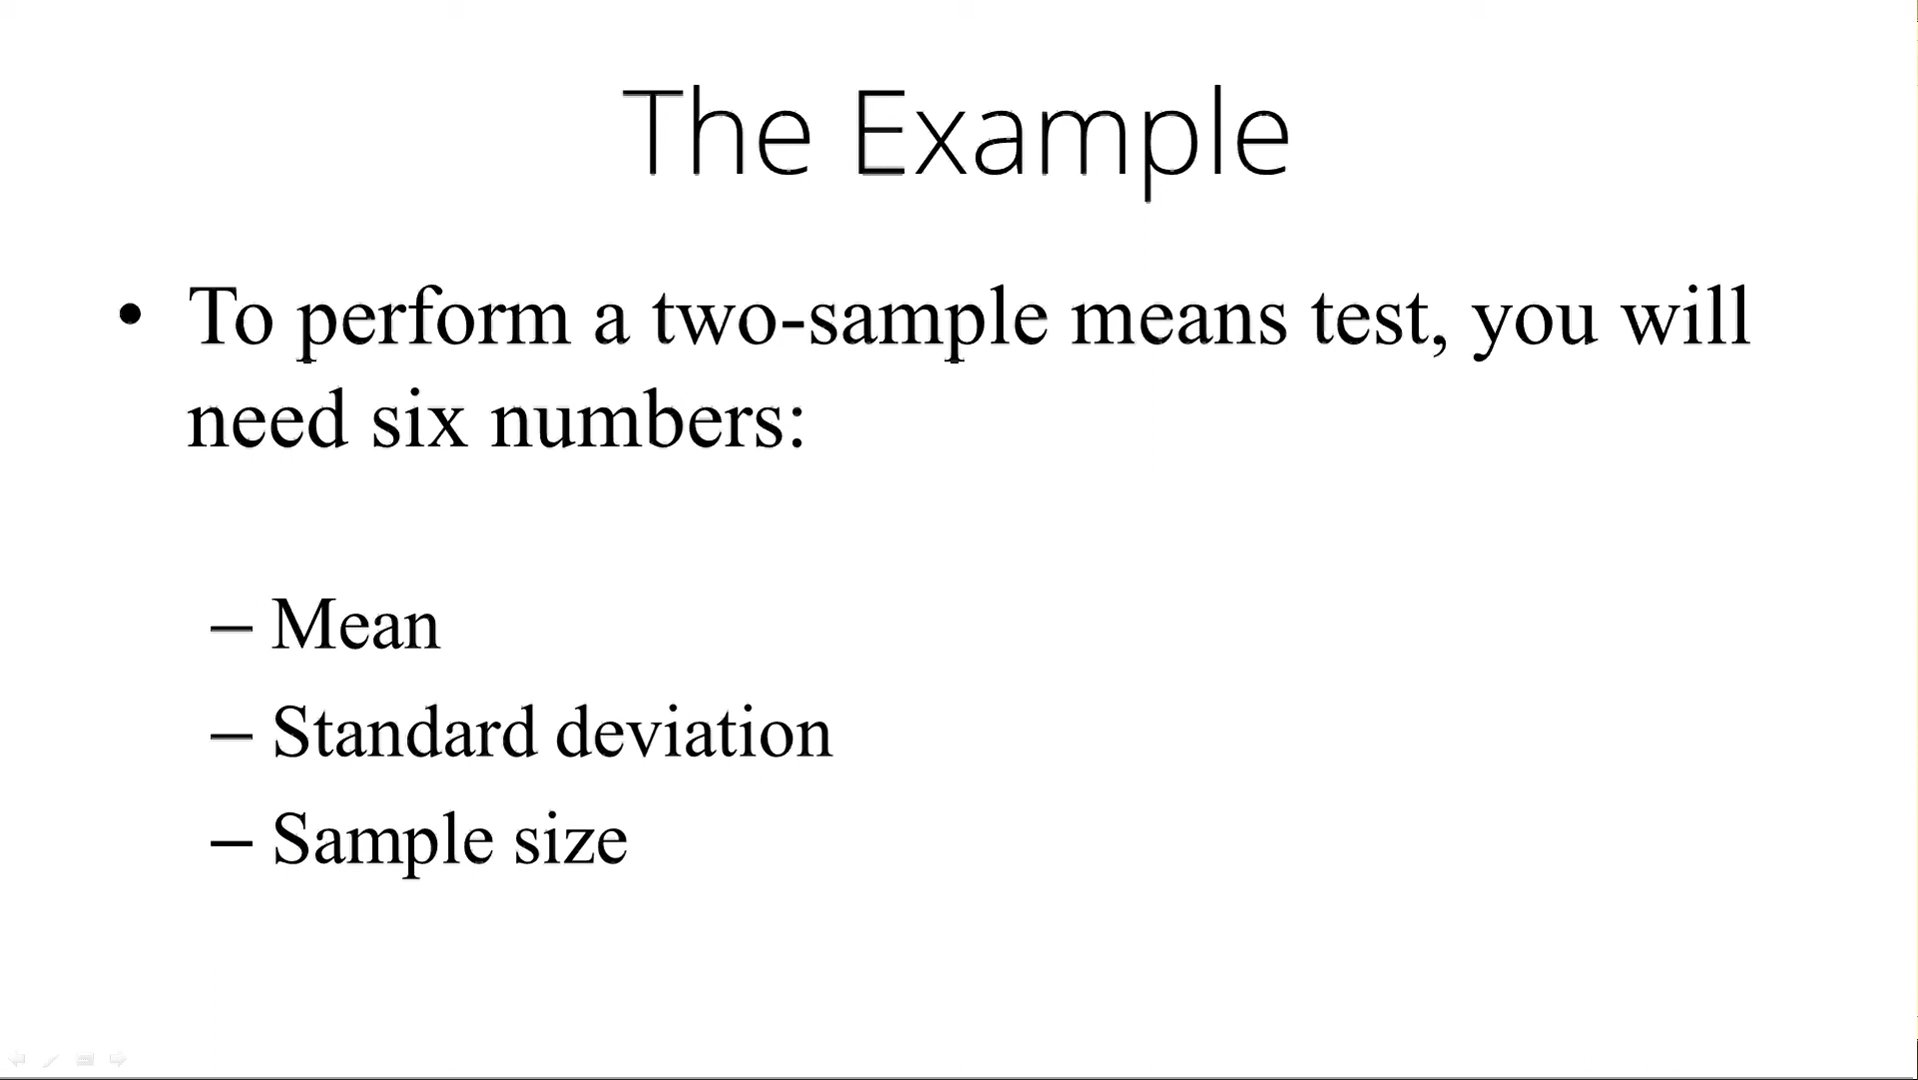 The Example
• To perform a two-sample means test, you will
need six numbers:
– Mean
– Standard deviation
– Sample size